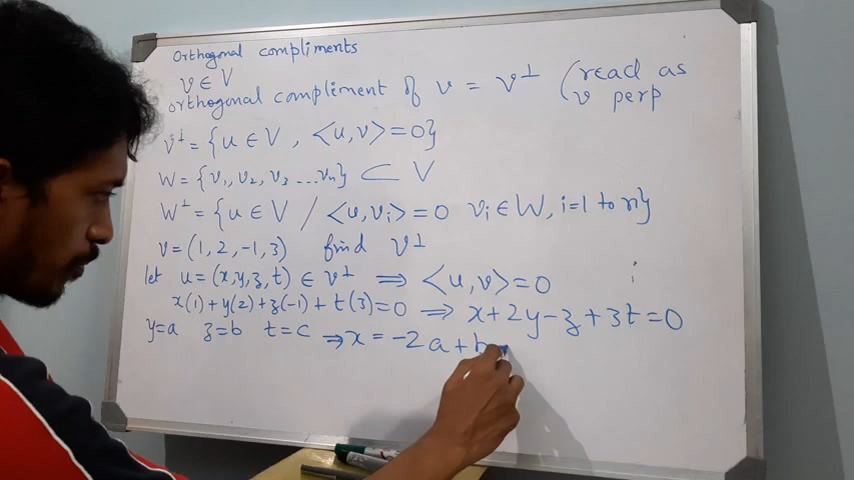 Orthogonal compliments
v ∈ V
orthogonal compliment of v = v⊥ (read as v perp
v⊥ = {u ∈ V , <u,v> = 0}
W = {v₁, v₂, v₃ ...vₙ} ⊂ V
W⊥ = {u ∈ V / <u,vᵢ> = 0 vᵢ ∈ W, i=1 to n}
v = (1, 2, -1, 3) find v⊥
let u = (x,y,z,t) ∈ v⊥ ⟹ <u,v> = 0
x(1) + y(2) + z(-1) + t(3) = 0 ⟹ x+2y-z+3t=0
y=a z=b t=c ⟹ x = -2a+b